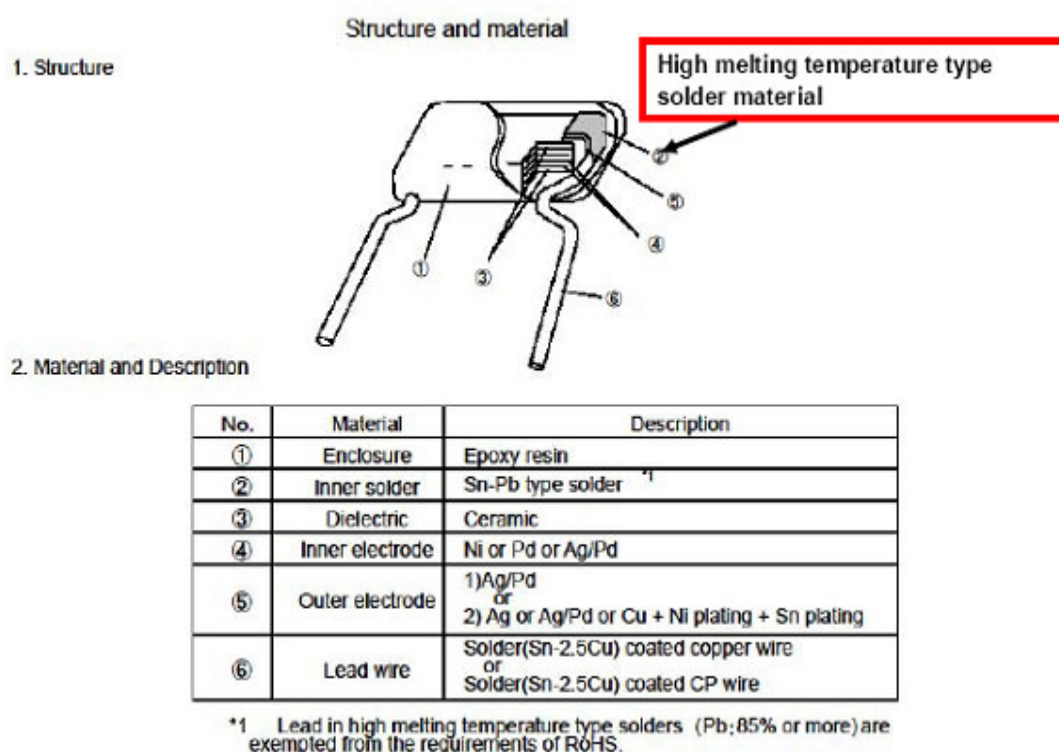 Structure and material
1. Structure
High melting temperature type
solder material
②
⑤
④
①
③
⑥
2. Material and Description
No. Material Description
① Enclosure Epoxy resin
② Inner solder Sn-Pb type solder *1
③ Dielectric Ceramic
④ Inner electrode Ni or Pd or Ag/Pd
⑤ Outer electrode 1)Ag/Pd
or
2) Ag or Ag/Pd or Cu + Ni plating + Sn plating
⑥ Lead wire Solder(Sn-2.5Cu) coated copper wire
or
Solder(Sn-2.5Cu) coated CP wire
*1 Lead in high melting temperature type solders (Pb:85% or more) are
exempted from the requirements of RoHS.